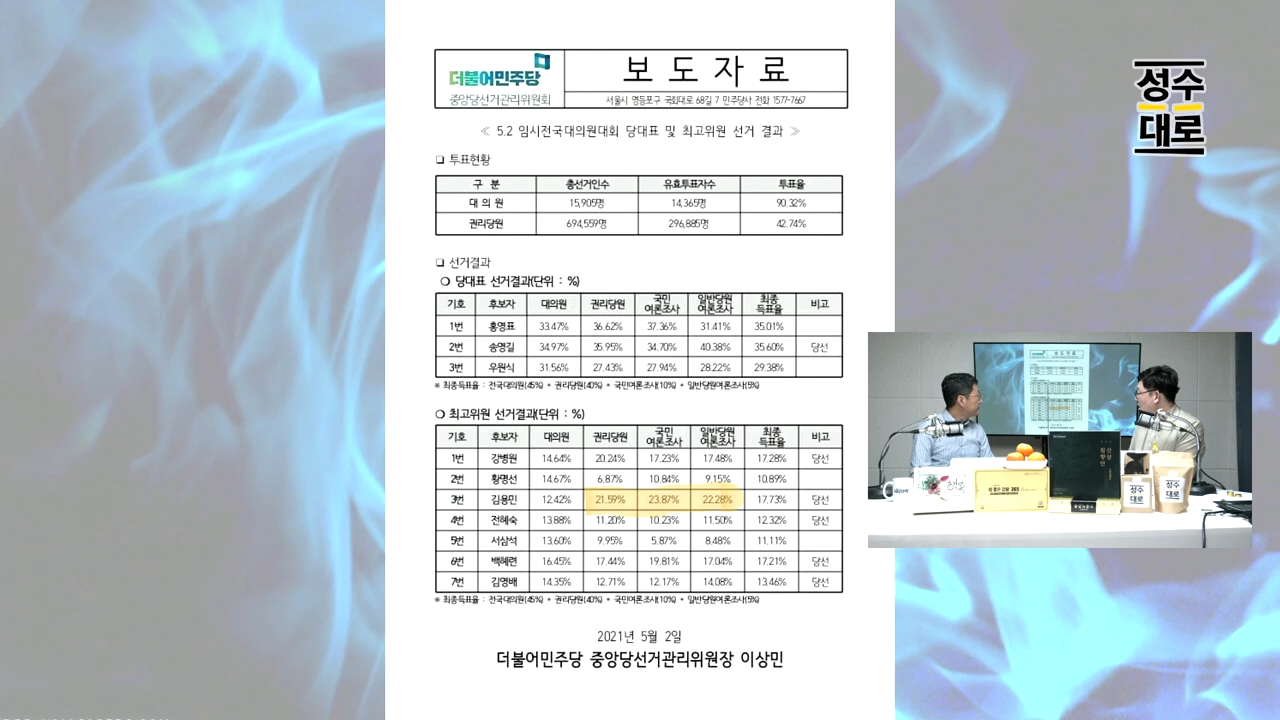 더불어민주당
중앙당선거관리위원회
보 도 자 료
서울시 영등포구 국회대로 68길 7 민주당사 전화 1577-7667
성수
대로
≪ 5.2 임시전국대의원대회 당대표 및 최고위원 선거 결과 ≫
❏ 투표현황
구 분 총선거인수 유효투표자수 투표율
대 의 원 15,905명 14,365명 90.32%
권리당원 694,559명 296,885명 42.74%
❏ 선거결과
❍ 당대표 선거결과(단위 : %)
기호 후보자 대의원 권리당원 국민 여론조사 일반당원 여론조사 최종 득표율 비고
1번 홍영표 33.47% 36.62% 37.36% 31.41% 35.01%
2번 송영길 34.97% 35.95% 34.70% 40.38% 35.60% 당선
3번 우원식 31.56% 27.43% 27.94% 28.22% 29.38%
※ 최종득표율 : 전국대의원(45%) + 권리당원(40%) + 국민여론조사(10%) + 일반당원여론조사(5%)
❍ 최고위원 선거결과(단위 : %)
기호 후보자 대의원 권리당원 국민 여론조사 일반당원 여론조사 최종 득표율 비고
1번 강병원 14.64% 20.24% 17.23% 17.48% 17.28% 당선
2번 황명선 14.67% 6.87% 10.84% 9.15% 10.89%
3번 김용민 12.42% 21.59% 23.87% 22.28% 17.73% 당선
4번 전혜숙 13.88% 11.20% 10.23% 11.50% 12.32% 당선
5번 서삼석 13.60% 9.95% 5.87% 8.48% 11.11%
6번 백혜련 16.45% 17.44% 19.81% 17.04% 17.21% 당선
7번 김영배 14.35% 12.71% 12.17% 14.08% 13.46% 당선
※ 최종득표율 : 전국대의원(45%) + 권리당원(40%) + 국민여론조사(10%) + 일반당원여론조사(5%)
2021년 5월 2일
더불어민주당 중앙당선거관리위원장 이상민
보 도 자 료
365
성수
대로
성수
대로